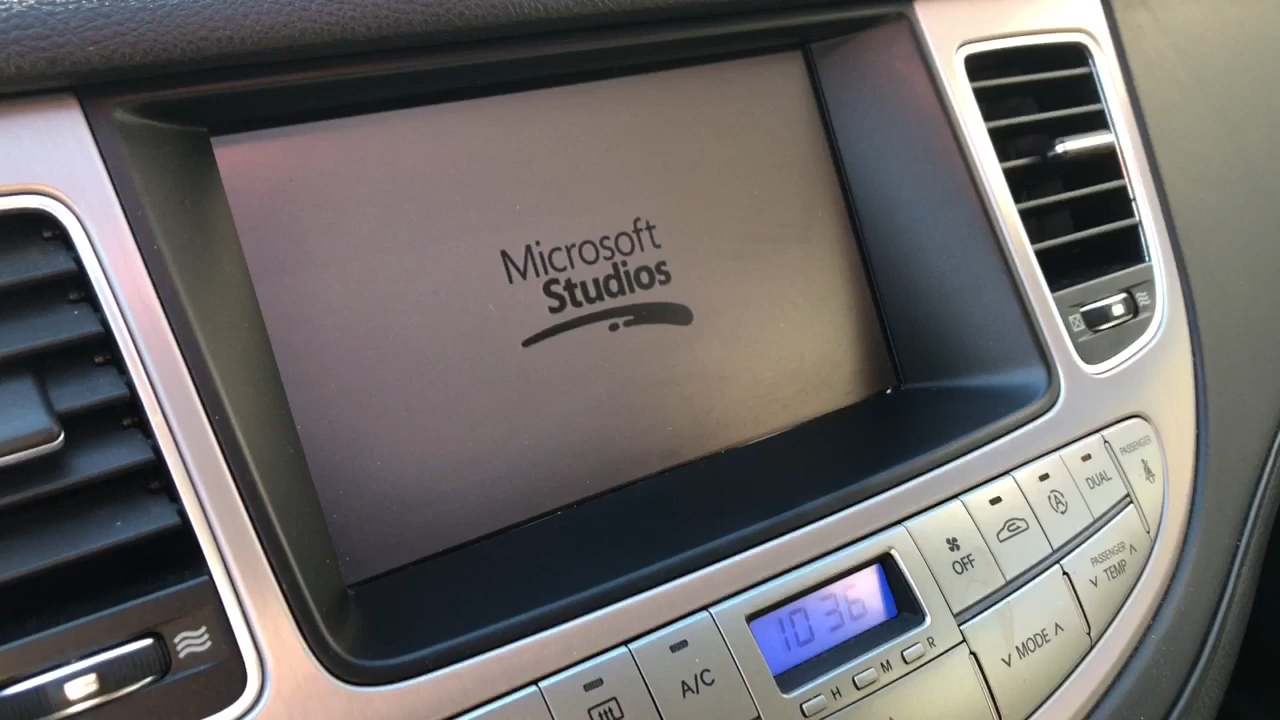 Microsoft
Studios
PASSENGER
DUAL
OFF
PASSENGER
TEMP
MODE
10:36
A/C
H
M
R